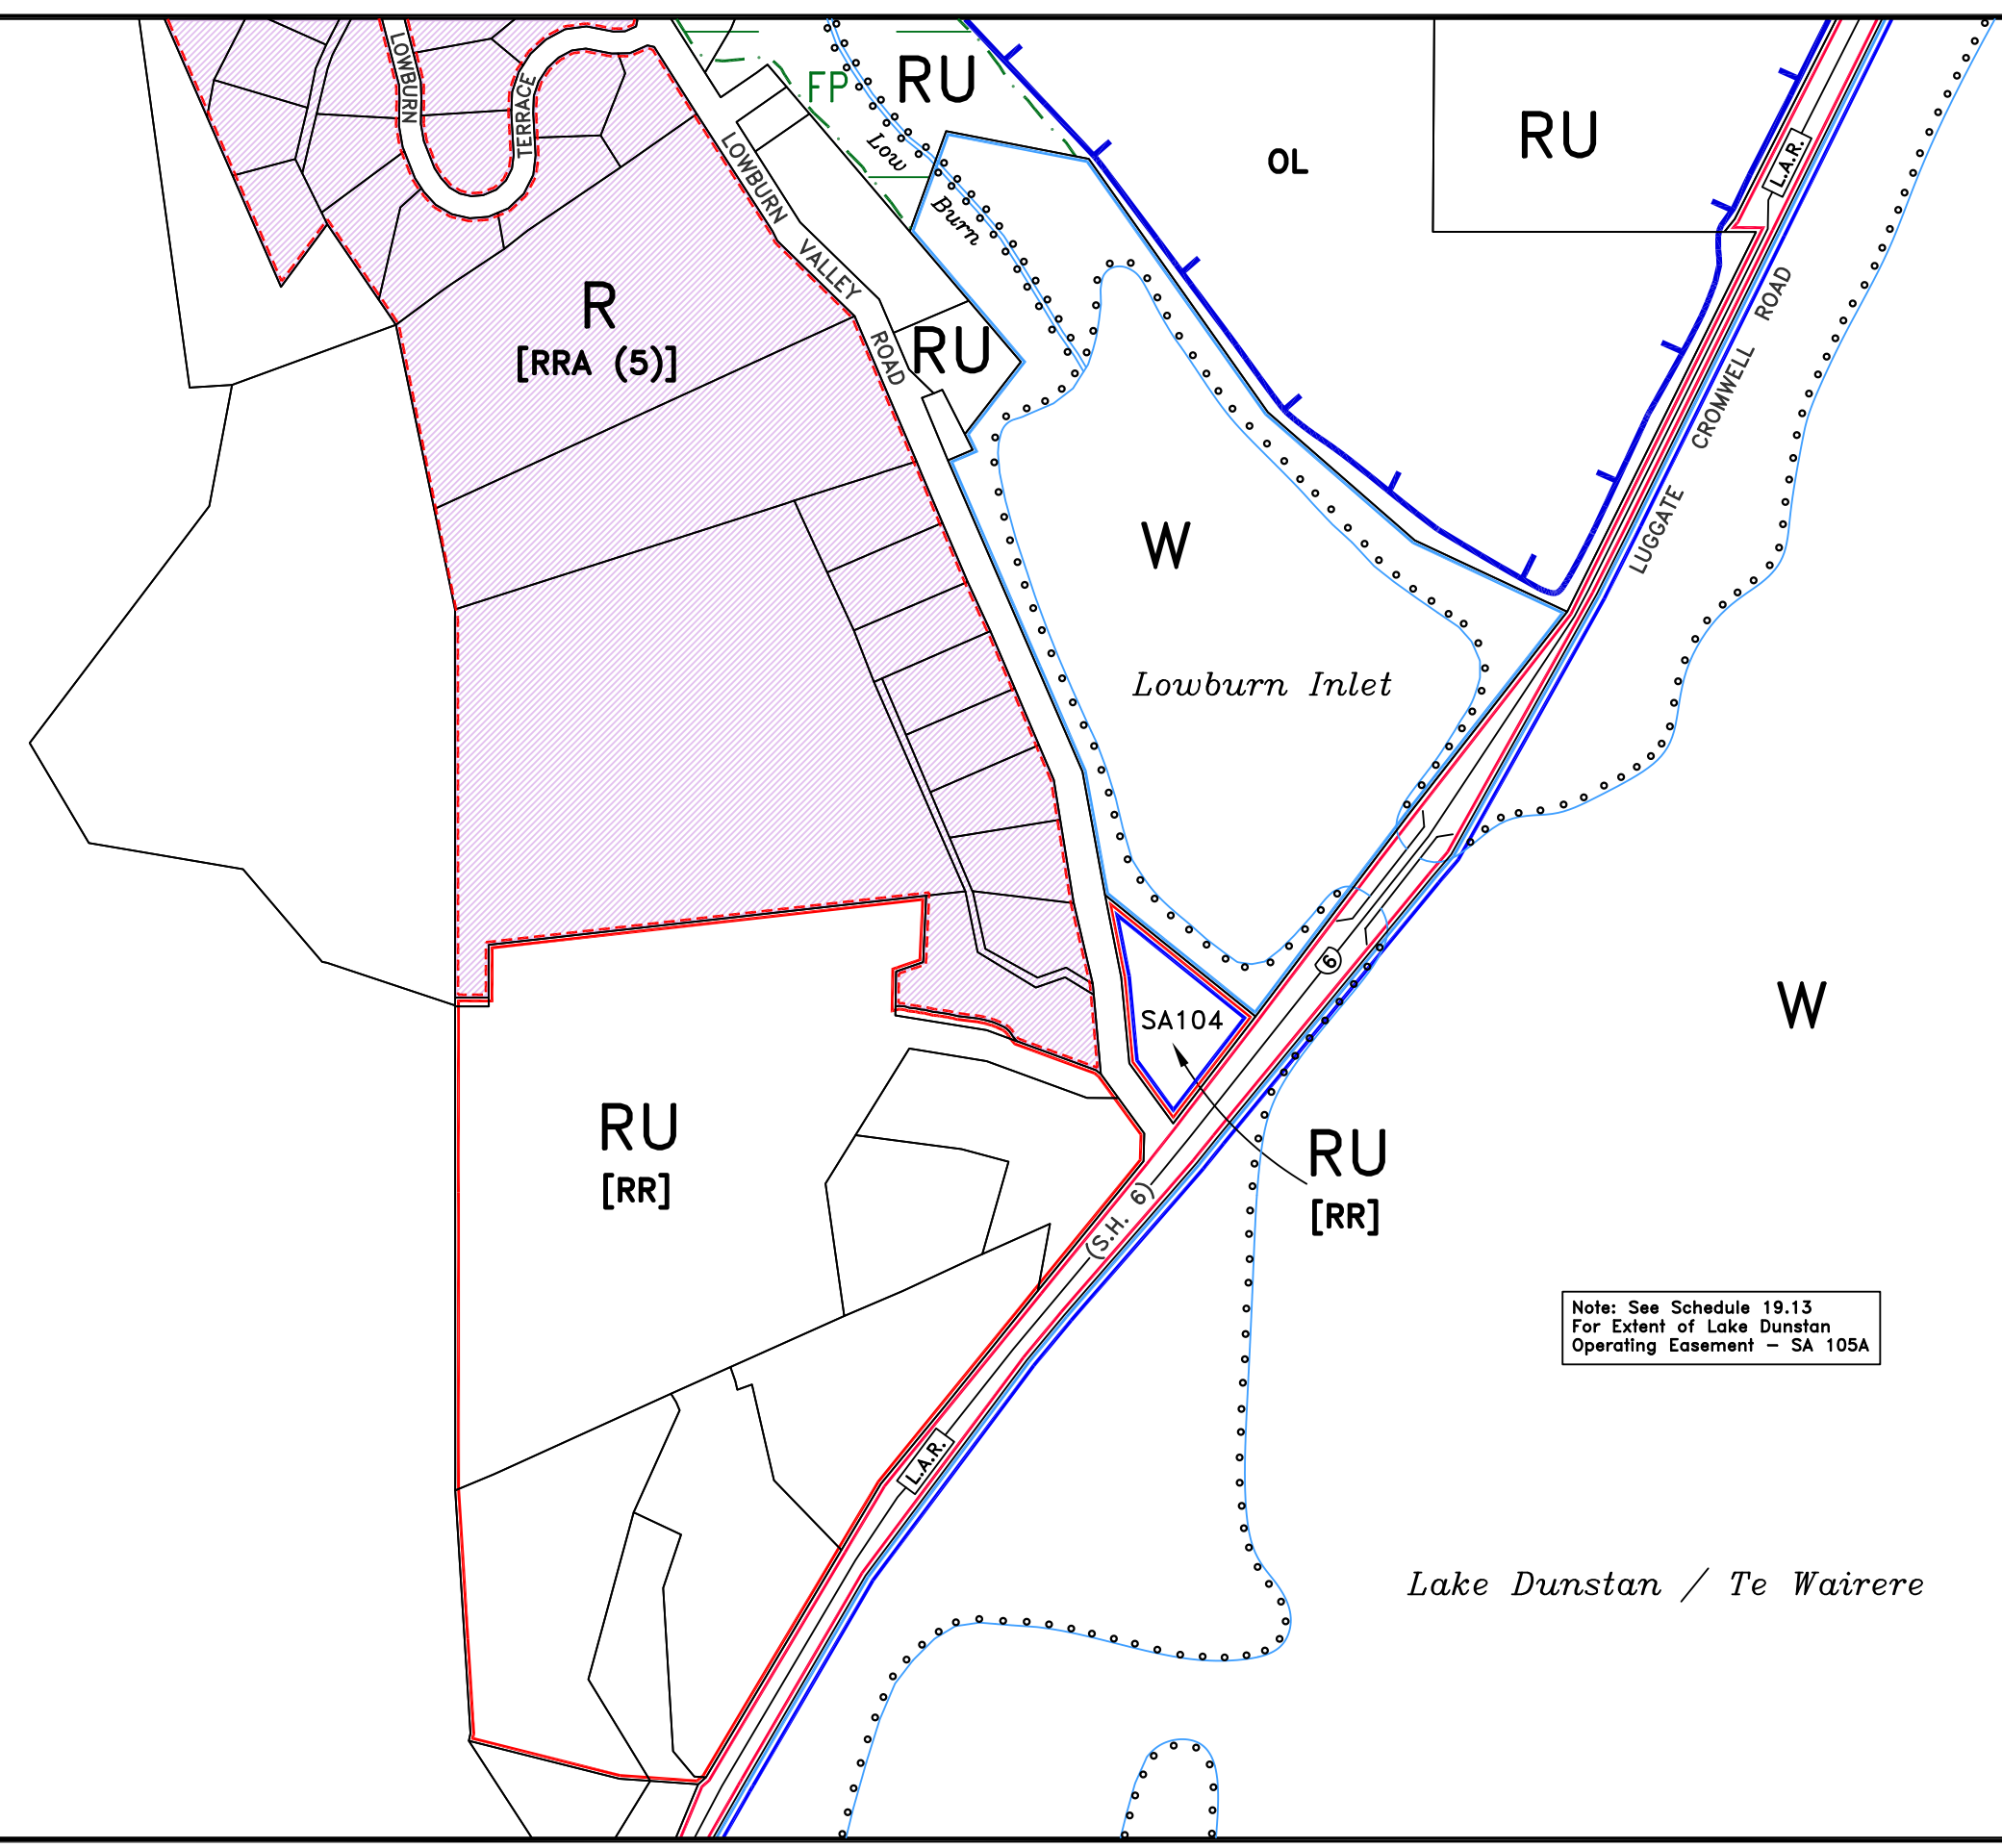 LOWBURN
TERRACE
FP
RU
RU
OL
L.A.R.
Low
Burn
LOWBURN
VALLEY
ROAD
R
[RRA (5)]
RU
ROAD
CROMWELL
LUGGATE
W
Lowburn Inlet
6
W
SA104
RU
[RR]
RU
[RR]
(S.H. 6)
Note: See Schedule 19.13
For Extent of Lake Dunstan
Operating Easement – SA 105A
L.A.R.
Lake Dunstan / Te Wairere